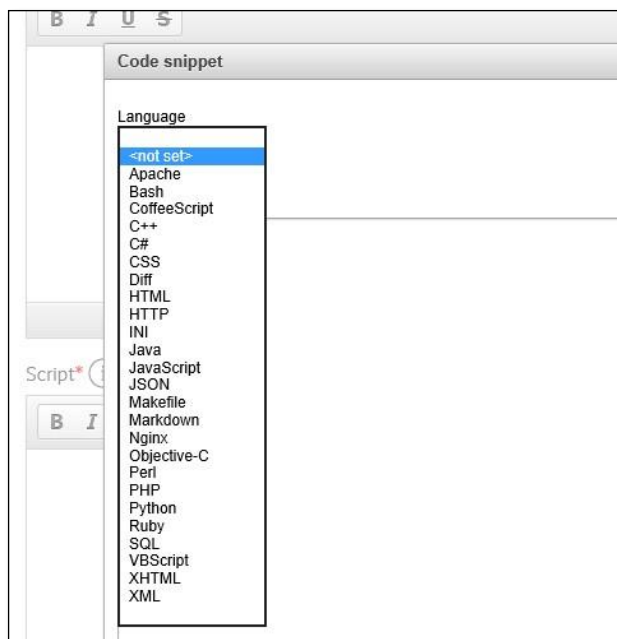 B I U S
Code snippet
Language
<not set>
Apache
Bash
CoffeeScript
C++
C#
CSS
Diff
HTML
HTTP
INI
Java
JavaScript
JSON
Makefile
Markdown
Nginx
Objective-C
Perl
PHP
Python
Ruby
SQL
VBScript
XHTML
XML
Script*
B I